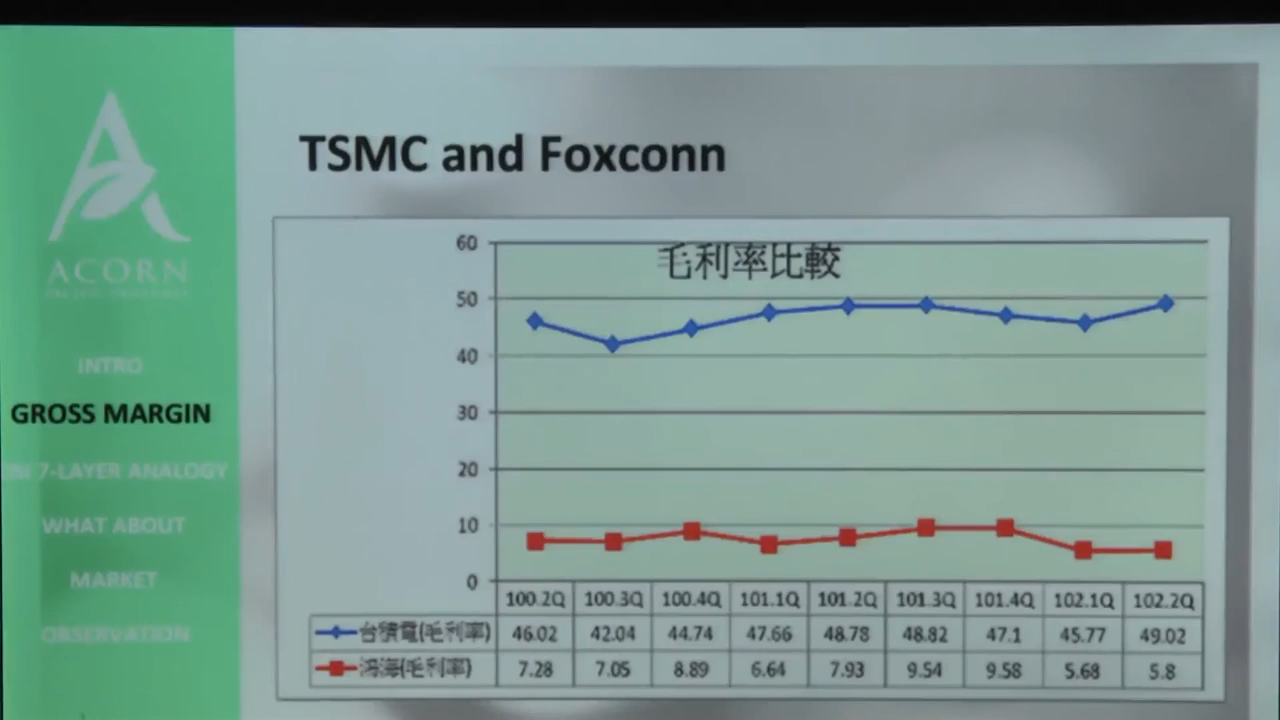 ACORN
INTRO
GROSS MARGIN
7-LAYER ANALOGY
WHAT ABOUT
MARKET
OBSERVATION
TSMC and Foxconn
毛利率比較
60
50
40
30
20
10
0
100.2Q 100.3Q 100.4Q 101.1Q 101.2Q 101.3Q 101.4Q 102.1Q 102.2Q
台積電(毛利率) 46.02 42.04 44.74 47.66 48.78 48.82 47.1 45.77 49.02
鴻海(毛利率) 7.28 7.05 8.89 6.64 7.93 9.54 9.58 5.68 5.8